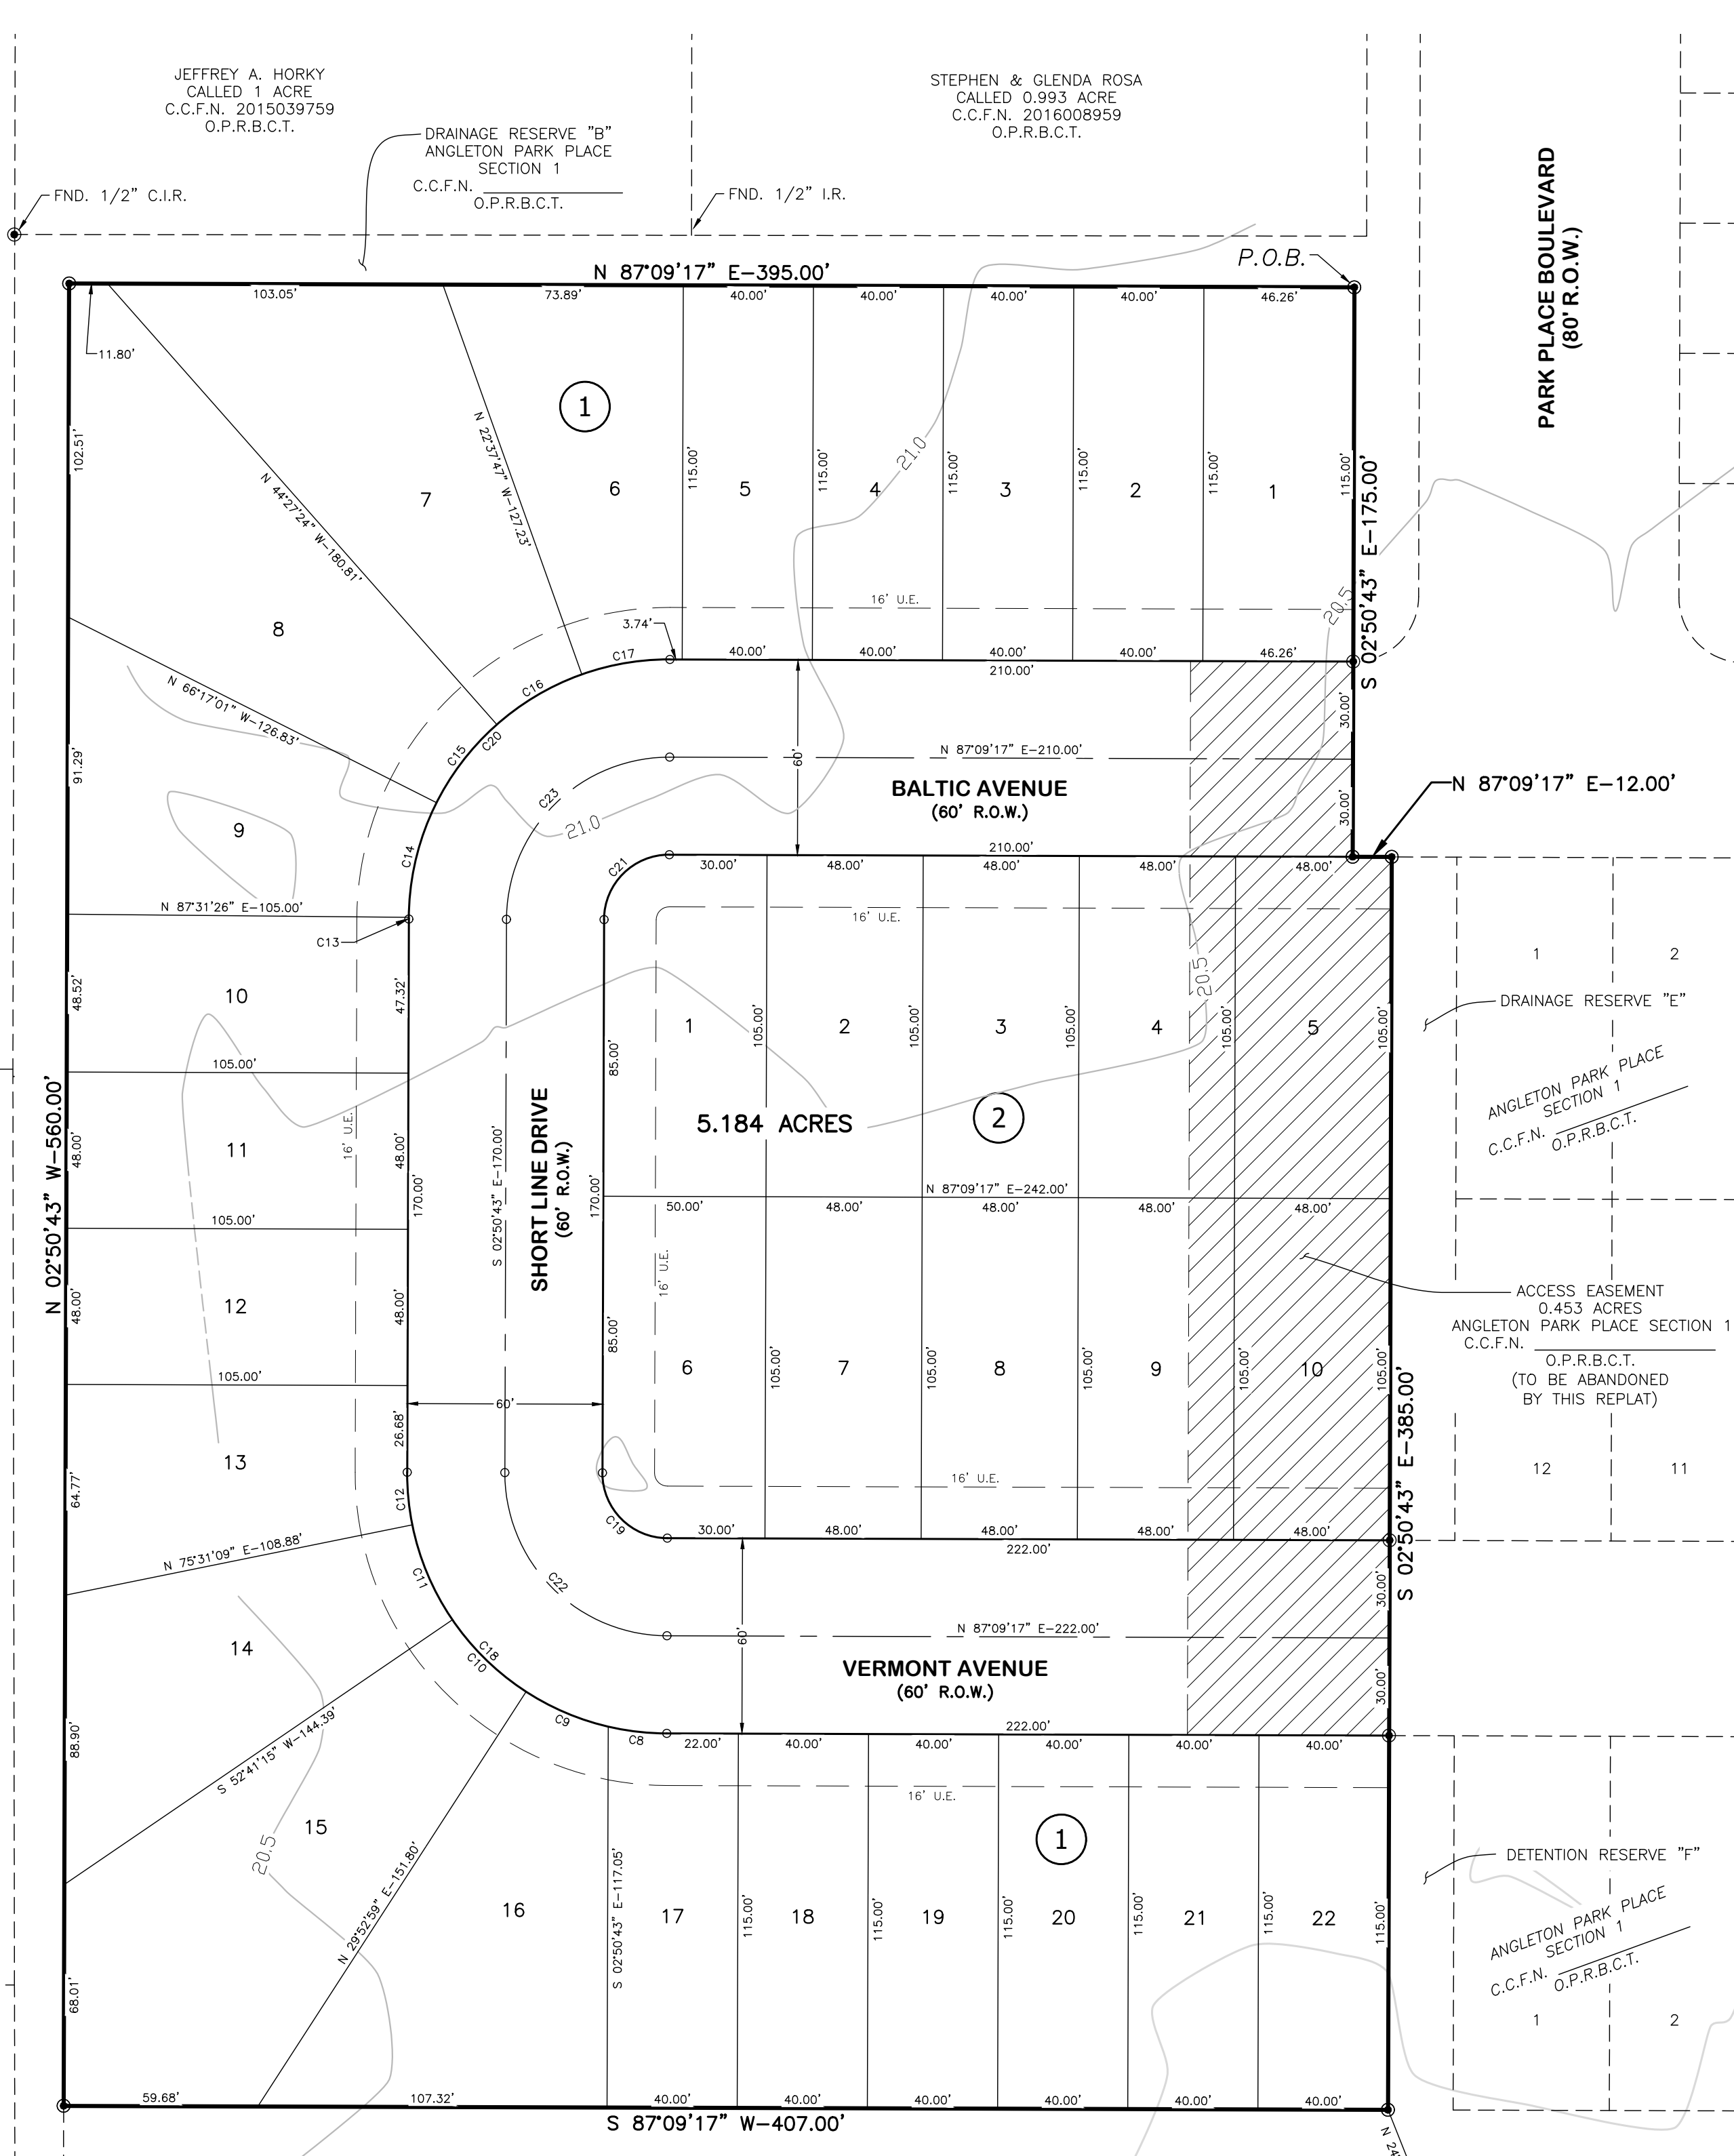 JEFFREY A. HORKY
CALLED 1 ACRE
C.C.F.N. 2015039759
O.P.R.B.C.T.
STEPHEN & GLENDA ROSA
CALLED 0.993 ACRE
C.C.F.N. 2016008959
O.P.R.B.C.T.
DRAINAGE RESERVE "B"
ANGLETON PARK PLACE
SECTION 1
C.C.F.N.
O.P.R.B.C.T.
FND. 1/2" C.I.R.
FND. 1/2" I.R.
PARK PLACE BOULEVARD
(80' R.O.W.)
P.O.B.
N 87°09'17" E-395.00'
103.05'
73.89'
40.00'
40.00'
40.00'
40.00'
46.26'
11.80'
102.51'
1
N 22°37'47" W-127.23'
N 44°27'24" W-180.81'
7
6
5
4
3
2
1
115.00'
115.00'
115.00'
115.00'
115.00'
115.00'
21.0
S 02°50'43" E-175.00'
20.5
16' U.E.
8
3.74'
C17
40.00'
40.00'
40.00'
40.00'
46.26'
210.00'
N 66°17'01" W-126.83'
C16
C15
C20
30.00'
91.29'
60'
N 87°09'17" E-210.00'
BALTIC AVENUE
(60' R.O.W.)
N 87°09'17" E-12.00'
C23
21.0
30.00'
9
C14
C21
210.00'
30.00'
48.00'
48.00'
48.00'
48.00'
N 87°31'26" E-105.00'
C13
16' U.E.
20.5
10
48.52'
47.32'
1
2
3
4
5
105.00'
105.00'
105.00'
105.00'
105.00'
85.00'
1
2
DRAINAGE RESERVE "E"
ANGLETON PARK PLACE
SECTION 1
C.C.F.N.
O.P.R.B.C.T.
105.00'
11
48.00'
48.00'
16' U.E.
170.00'
S 02°50'43" E-170.00'
SHORT LINE DRIVE
(60' R.O.W.)
170.00'
5.184 ACRES
2
N 02°50'43" W-560.00'
105.00'
N 87°09'17" E-242.00'
50.00'
48.00'
48.00'
48.00'
48.00'
12
48.00'
48.00'
16' U.E.
85.00'
ACCESS EASEMENT
0.453 ACRES
ANGLETON PARK PLACE SECTION 1
C.C.F.N.
O.P.R.B.C.T.
(TO BE ABANDONED
BY THIS REPLAT)
105.00'
6
7
8
9
10
105.00'
105.00'
105.00'
105.00'
105.00'
60'
26.68'
13
64.77'
S 02°50'43" E-385.00'
12
11
16' U.E.
C12
C19
30.00'
48.00'
48.00'
48.00'
48.00'
222.00'
N 75°31'09" E-108.88'
C11
C22
30.00'
14
60'
N 87°09'17" E-222.00'
C18
C10
VERMONT AVENUE
(60' R.O.W.)
30.00'
88.90'
S 52°41'15" W-144.39'
C9
C8
222.00'
22.00'
40.00'
40.00'
40.00'
40.00'
40.00'
16' U.E.
15
20.5
1
DETENTION RESERVE "F"
N 29°52'59" E-151.80'
16
S 02°50'43" E-117.05'
17
18
19
20
21
22
115.00'
115.00'
115.00'
115.00'
115.00'
ANGLETON PARK PLACE
SECTION 1
C.C.F.N.
O.P.R.B.C.T.
1
2
68.01'
59.68'
107.32'
40.00'
40.00'
40.00'
40.00'
40.00'
40.00'
S 87°09'17" W-407.00'
N 24°